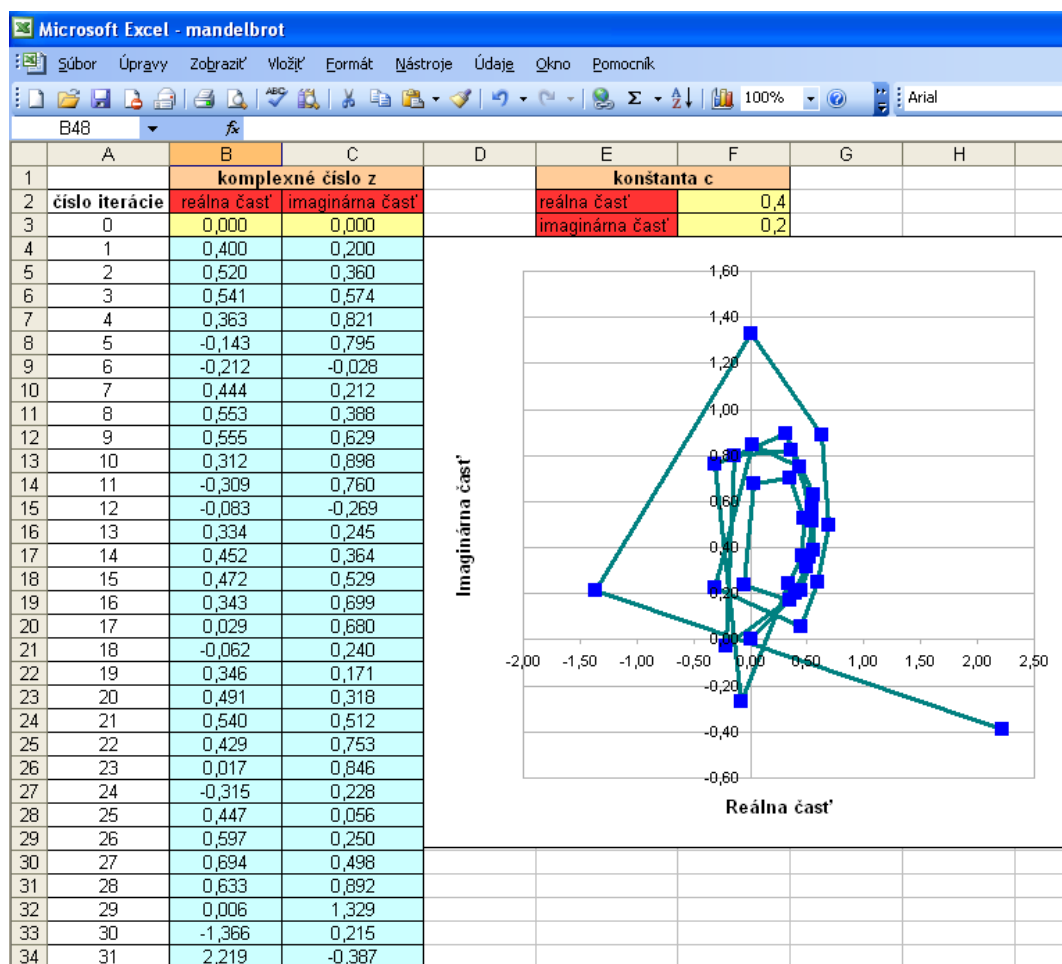 Microsoft Excel - mandelbrot
Súbor Úpravy Zobraziť Vložiť Formát Nástroje Údaje Okno Pomocník
100% Arial
B48 fx
A B C D E F G H
1 komplexné číslo z konštanta c
2 číslo iterácie reálna časť imaginárna časť reálna časť 0,4
3 0 0,000 0,000 imaginárna časť 0,2
4 1 0,400 0,200
5 2 0,520 0,360
6 3 0,541 0,574
7 4 0,363 0,821
8 5 -0,143 0,795
9 6 -0,212 -0,028
10 7 0,444 0,212
11 8 0,553 0,388
12 9 0,555 0,629
13 10 0,312 0,898
14 11 -0,309 0,760
15 12 -0,083 -0,269
16 13 0,334 0,245
17 14 0,452 0,364
18 15 0,472 0,529
19 16 0,343 0,699
20 17 0,029 0,680
21 18 -0,062 0,240
22 19 0,346 0,171
23 20 0,491 0,318
24 21 0,540 0,512
25 22 0,429 0,753
26 23 0,017 0,846
27 24 -0,315 0,228
28 25 0,447 0,056
29 26 0,597 0,250
30 27 0,694 0,498
31 28 0,633 0,892
32 29 0,006 1,329
33 30 -1,366 0,215
34 31 2,219 -0,387
1,60
1,40
1,20
1,00
0,80
0,60
0,40
0,20
0,00
-0,20
-0,40
-0,60
-2,00 -1,50 -1,00 -0,50 0,00 0,50 1,00 1,50 2,00 2,50
Imaginárna časť
Reálna časť